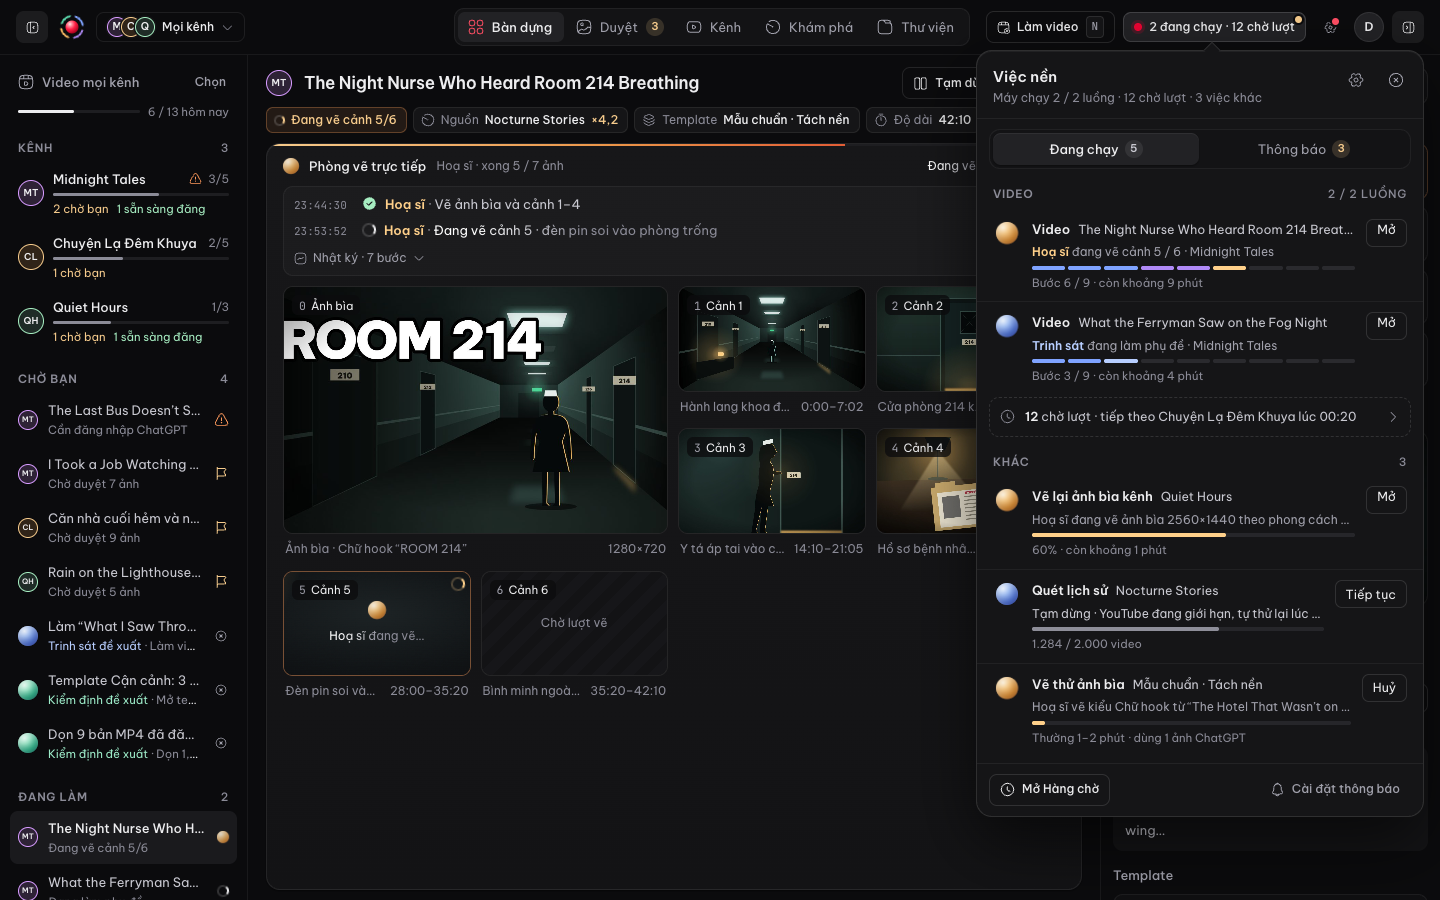 M C Q Mọi kênh
Bàn dựng
Duyệt 3
Kênh
Khám phá
Thư viện
Làm video N
2 đang chạy · 12 chờ lượt
D
Video mọi kênh Chọn
6 / 13 hôm nay
KÊNH 3
MT Midnight Tales 3/5
2 chờ bạn 1 sẵn sàng đăng
CL Chuyện Lạ Đêm Khuya 2/5
1 chờ bạn
QH Quiet Hours 1/3
1 chờ bạn 1 sẵn sàng đăng
CHỜ BẠN 4
MT The Last Bus Doesn't S...
Cần đăng nhập ChatGPT
MT I Took a Job Watching ...
Chờ duyệt 7 ảnh
CL Căn nhà cuối hẻm và n...
Chờ duyệt 9 ảnh
QH Rain on the Lighthouse...
Chờ duyệt 5 ảnh
Làm “What I Saw Thro...
Trinh sát đề xuất · Làm vi...
Template Cận cảnh: 3 ...
Kiểm định đề xuất · Mở te...
Dọn 9 bản MP4 đã đă...
Kiểm định đề xuất · Dọn 1,...
ĐANG LÀM 2
MT The Night Nurse Who H...
Đang vẽ cảnh 5/6
MT What the Ferryman Sa...
MT The Night Nurse Who Heard Room 214 Breathing
Đang vẽ cảnh 5/6
Nguồn Nocturne Stories ×4,2
Template Mẫu chuẩn · Tách nền
Độ dài 42:10
Phòng vẽ trực tiếp Hoạ sĩ · xong 5 / 7 ảnh
Đang vẽ
23:44:30 Hoạ sĩ · Vẽ ảnh bìa và cảnh 1–4
23:53:52 Hoạ sĩ · Đang vẽ cảnh 5 · đèn pin soi vào phòng trống
Nhật ký · 7 bước
0 Ảnh bìa
ROOM 214
210
214
Ảnh bìa · Chữ hook “ROOM 214” 1280×720
1 Cảnh 1
Hành lang khoa đ... 0:00–7:02
2 Cảnh 2
Cửa phòng 214 k
3 Cảnh 3
214
Y tá áp tai vào c... 14:10–21:05
4 Cảnh 4
Hồ sơ bệnh nhâ...
5 Cảnh 5
Hoạ sĩ đang vẽ...
Đèn pin soi và... 28:00–35:20
6 Cảnh 6
Chờ lượt vẽ
Bình minh ngoà... 35:20–42:10
Việc nền
Máy chạy 2 / 2 luồng · 12 chờ lượt · 3 việc khác
Đang chạy 5
Thông báo 3
VIDEO 2 / 2 LUỒNG
Video The Night Nurse Who Heard Room 214 Breat... Mở
Hoạ sĩ đang vẽ cảnh 5 / 6 · Midnight Tales
Bước 6 / 9 · còn khoảng 9 phút
Video What the Ferryman Saw on the Fog Night Mở
Trinh sát đang làm phụ đề · Midnight Tales
Bước 3 / 9 · còn khoảng 4 phút
12 chờ lượt · tiếp theo Chuyện Lạ Đêm Khuya lúc 00:20
KHÁC 3
Vẽ lại ảnh bìa kênh Quiet Hours Mở
Hoạ sĩ đang vẽ ảnh bìa 2560×1440 theo phong cách ...
60% · còn khoảng 1 phút
Quét lịch sử Nocturne Stories Tiếp tục
Tạm dừng · YouTube đang giới hạn, tự thử lại lúc ...
1.284 / 2.000 video
Vẽ thử ảnh bìa Mẫu chuẩn · Tách nền Huỷ
Hoạ sĩ vẽ kiểu Chữ hook từ “The Hotel That Wasn't on ...
Thường 1–2 phút · dùng 1 ảnh ChatGPT
Mở Hàng chờ
Cài đặt thông báo
wing...
Template